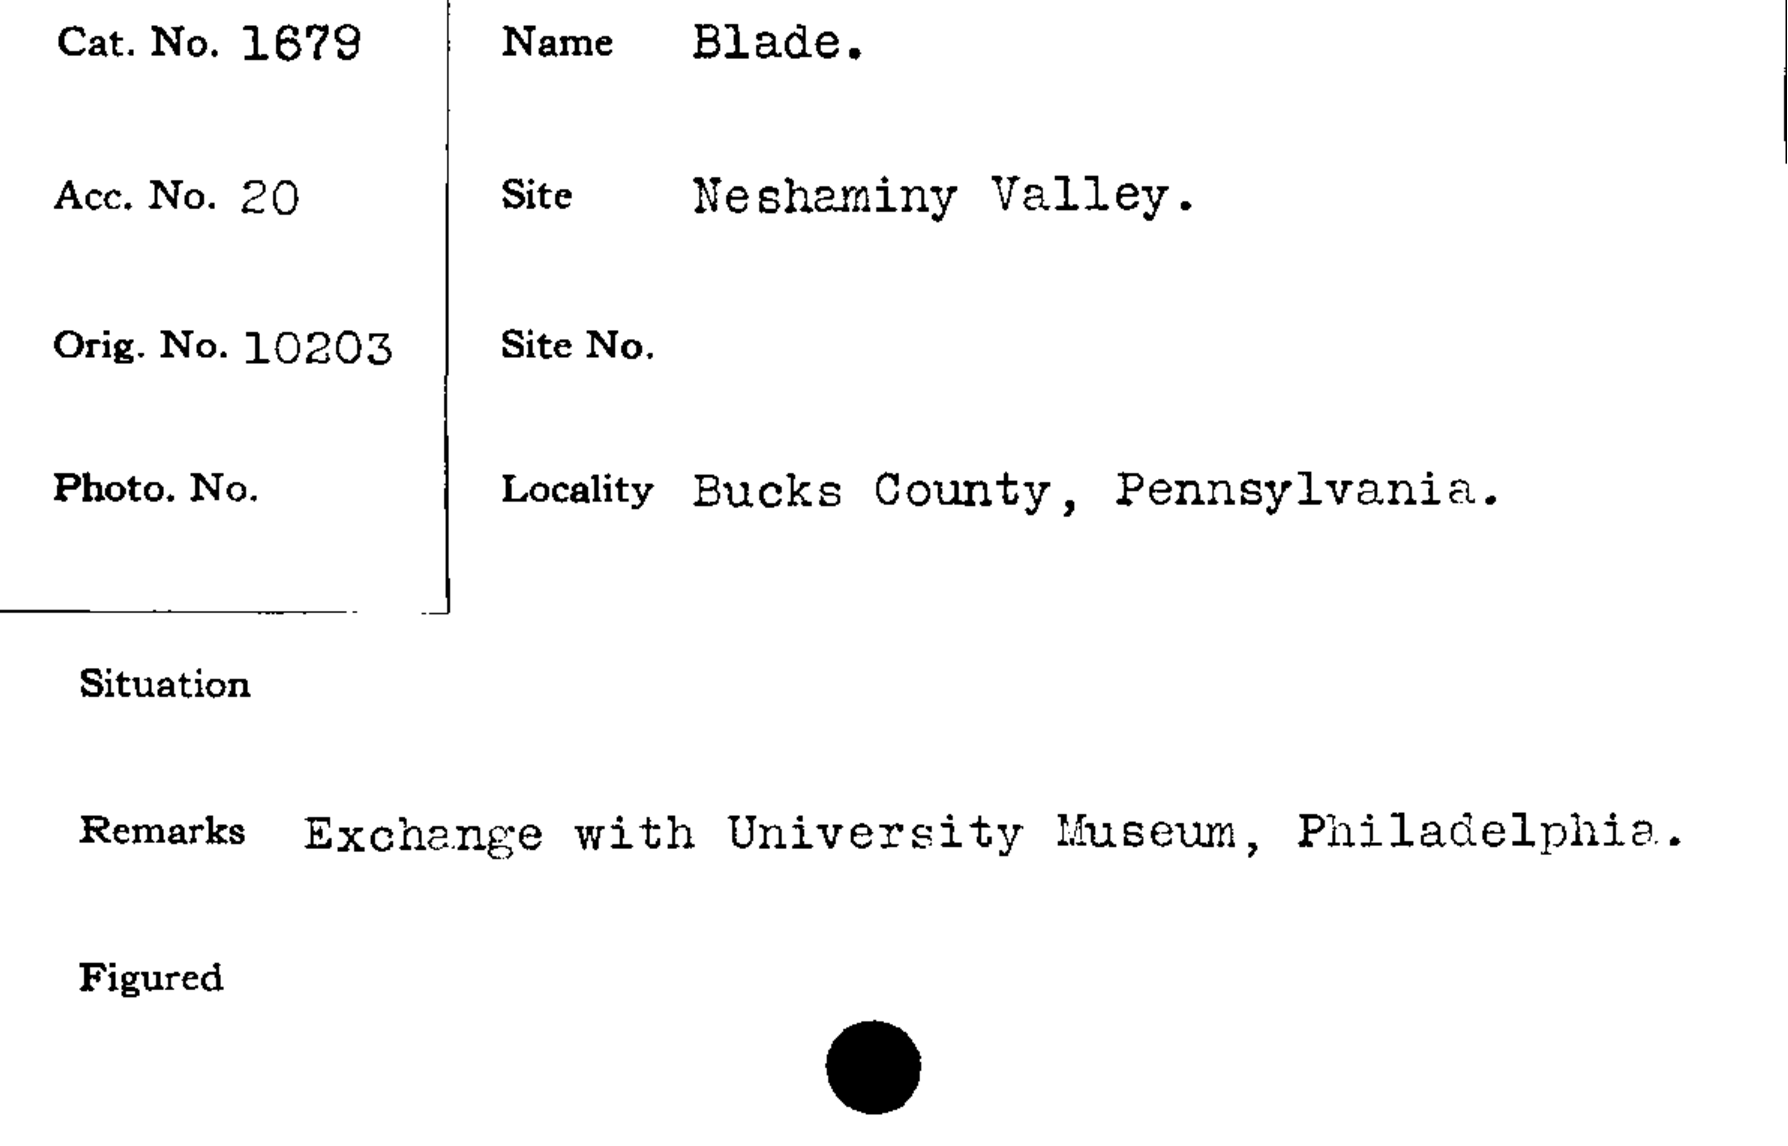 Cat. No. 1679
Acc. No. 20
Orig. No. 10203
Photo. No.
Name Blade.
Site Neshaminy Valley.
Site No.
Locality Bucks County, Pennsylvania.
Situation
Remarks Exchange with University Museum, Philadelphia.
Figured